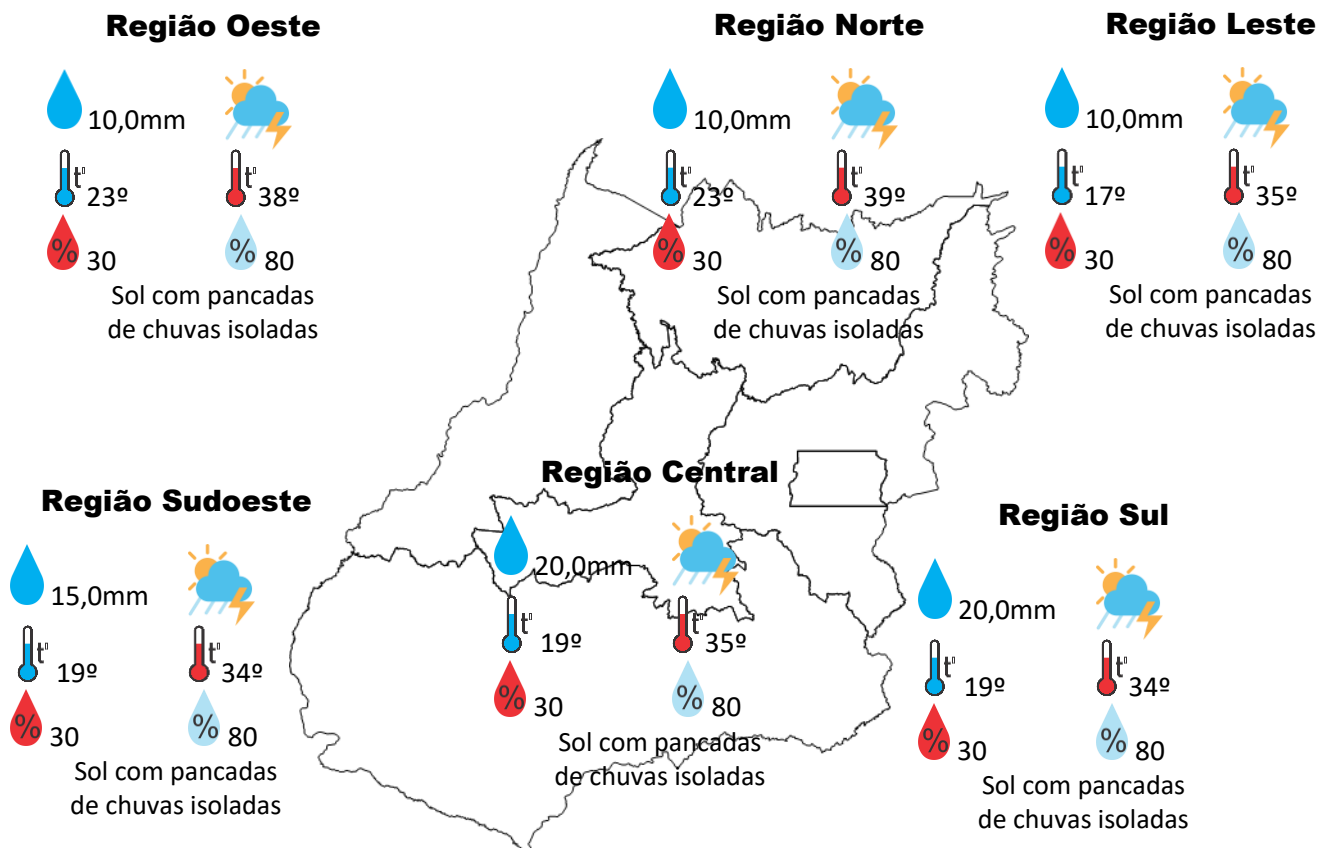 Região Oeste
10,0mm
t°
23º
t°
38º
% 30
% 80
Sol com pancadas
de chuvas isoladas
Região Norte
10,0mm
t°
23º
t°
39º
% 30
% 80
Sol com pancadas
de chuvas isoladas
Região Leste
10,0mm
t°
17º
t°
35º
% 30
% 80
Sol com pancadas
de chuvas isoladas
Região Sudoeste
15,0mm
t°
19º
t°
34º
% 30
% 80
Sol com pancadas
de chuvas isoladas
Região Central
20,0mm
t°
19º
t°
35º
% 30
% 80
Sol com pancadas
de chuvas isoladas
Região Sul
20,0mm
t°
19º
t°
34º
% 30
% 80
Sol com pancadas
de chuvas isoladas